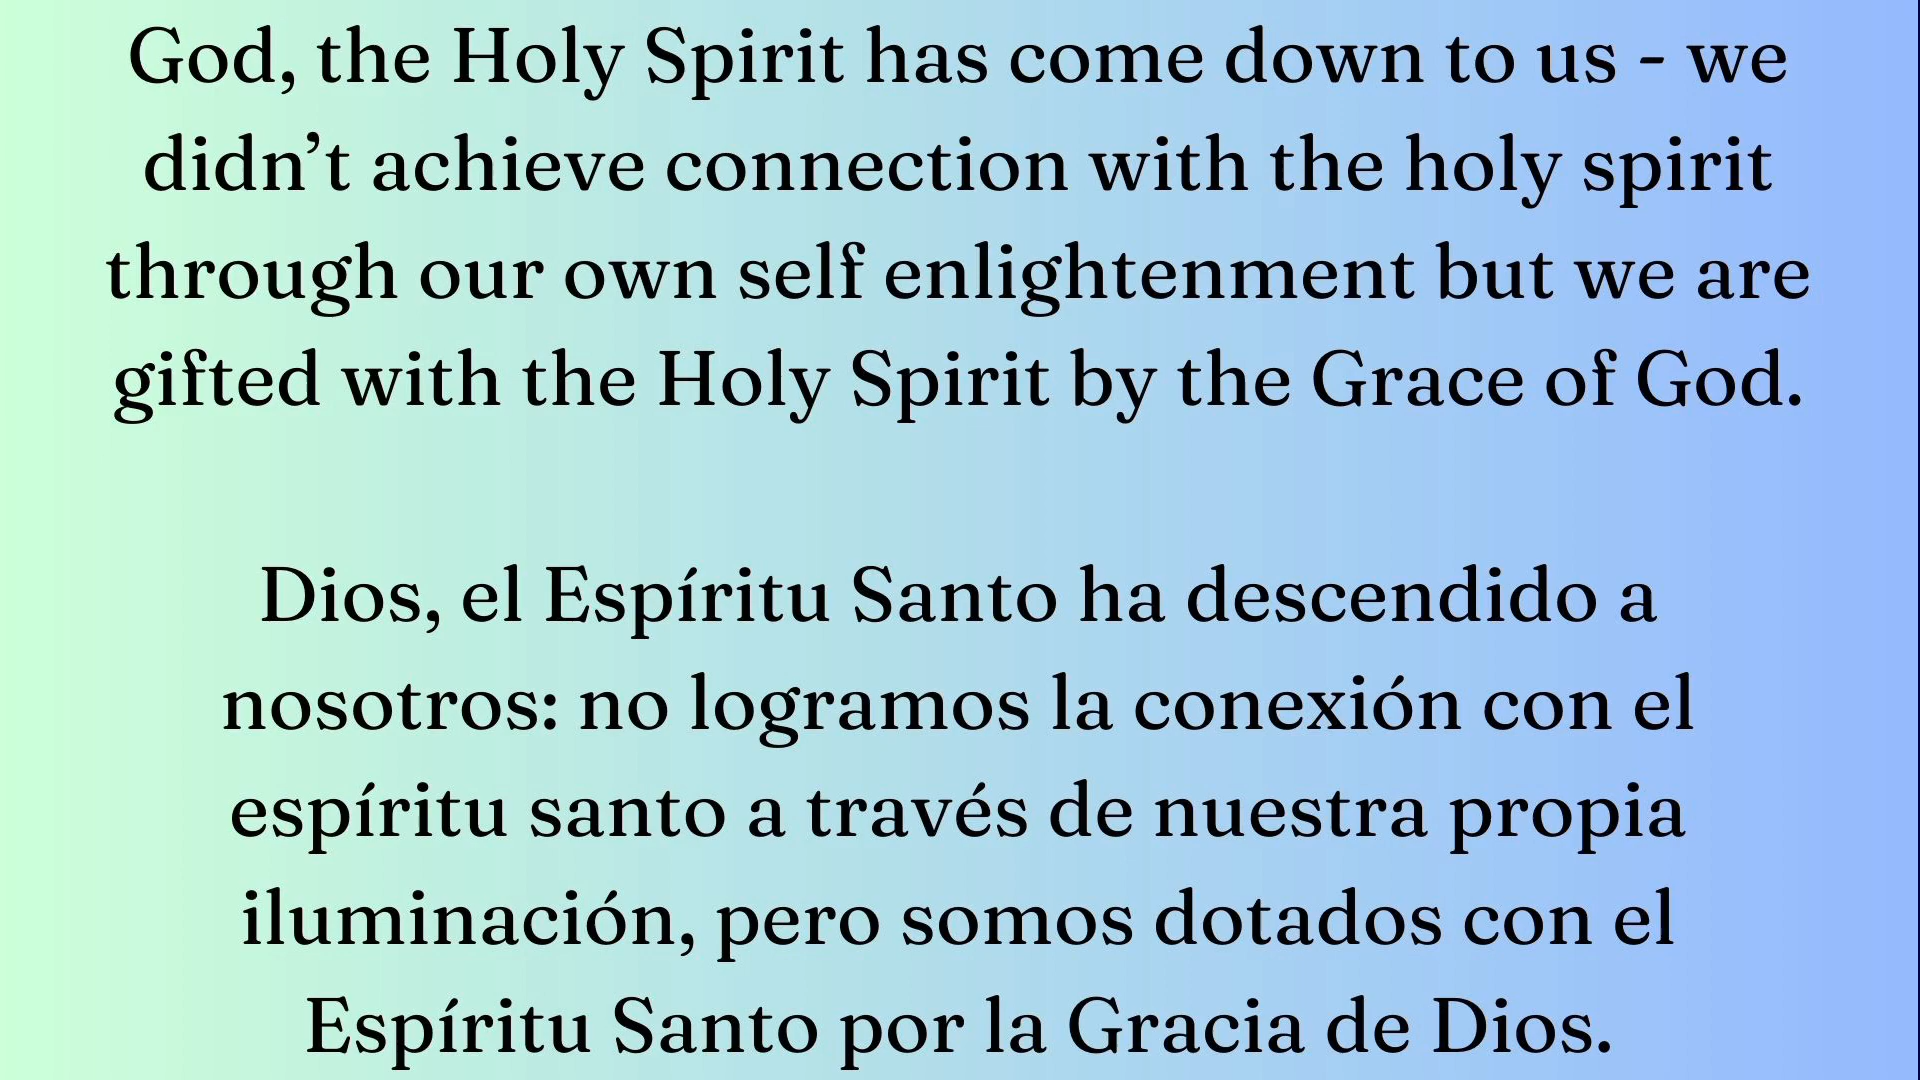 God, the Holy Spirit has come down to us - we
didn’t achieve connection with the holy spirit
through our own self enlightenment but we are
gifted with the Holy Spirit by the Grace of God.
Dios, el Espíritu Santo ha descendido a
nosotros: no logramos la conexión con el
espíritu santo a través de nuestra propia
iluminación, pero somos dotados con el
Espíritu Santo por la Gracia de Dios.